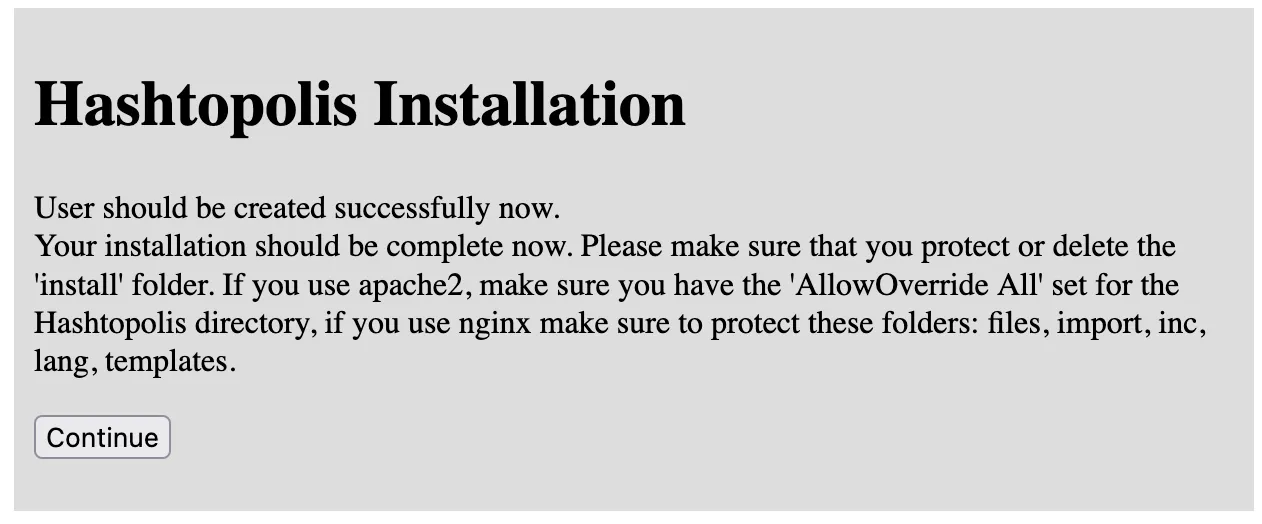 Hashtopolis Installation
User should be created successfully now.
Your installation should be complete now. Please make sure that you protect or delete the
'install' folder. If you use apache2, make sure you have the 'AllowOverride All' set for the
Hashtopolis directory, if you use nginx make sure to protect these folders: files, import, inc,
lang, templates.
Continue